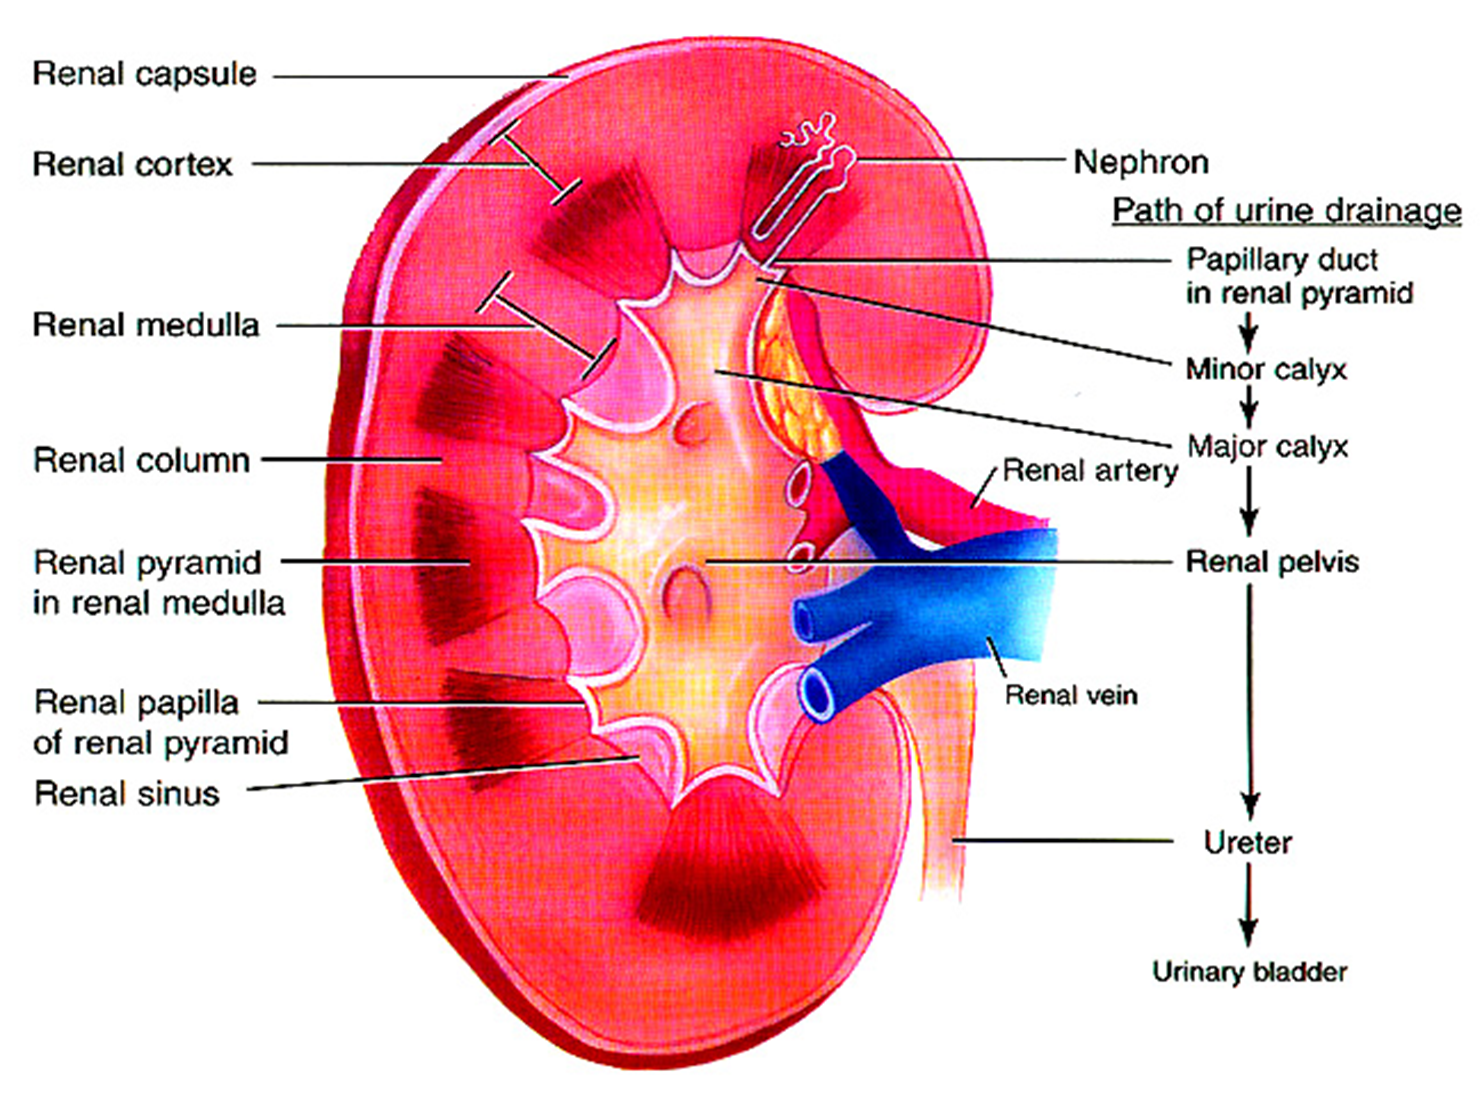 Renal capsule
Renal cortex
Renal medulla
Renal column
Renal pyramid
in renal medulla
Renal papilla
of renal pyramid
Renal sinus
Nephron
Path of urine drainage
Papillary duct
in renal pyramid
Minor calyx
Major calyx
Renal artery
Renal pelvis
Renal vein
Ureter
Urinary bladder